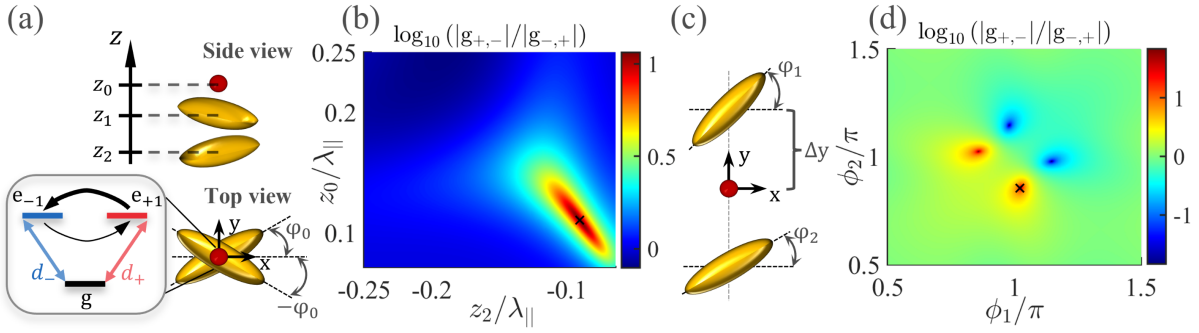 (a)
z
Side view
z₀
z₁
z₂
Top view
e₋₁
e₊₁
d₋
d₊
g
y
x
φ₀
-φ₀
(b)
log₁₀ (|g₊,₋|/|g₋,₊|)
0.25
0.2
0.15
0.1
z₀/λ||
-0.25
-0.2
-0.1
z₂/λ||
1
0.5
0
(c)
φ₁
Δy
y
x
φ₂
(d)
log₁₀ (|g₊,₋|/|g₋,₊|)
1.5
1
0.5
ϕ₂/π
0.5
1
1.5
ϕ₁/π
1
0
-1